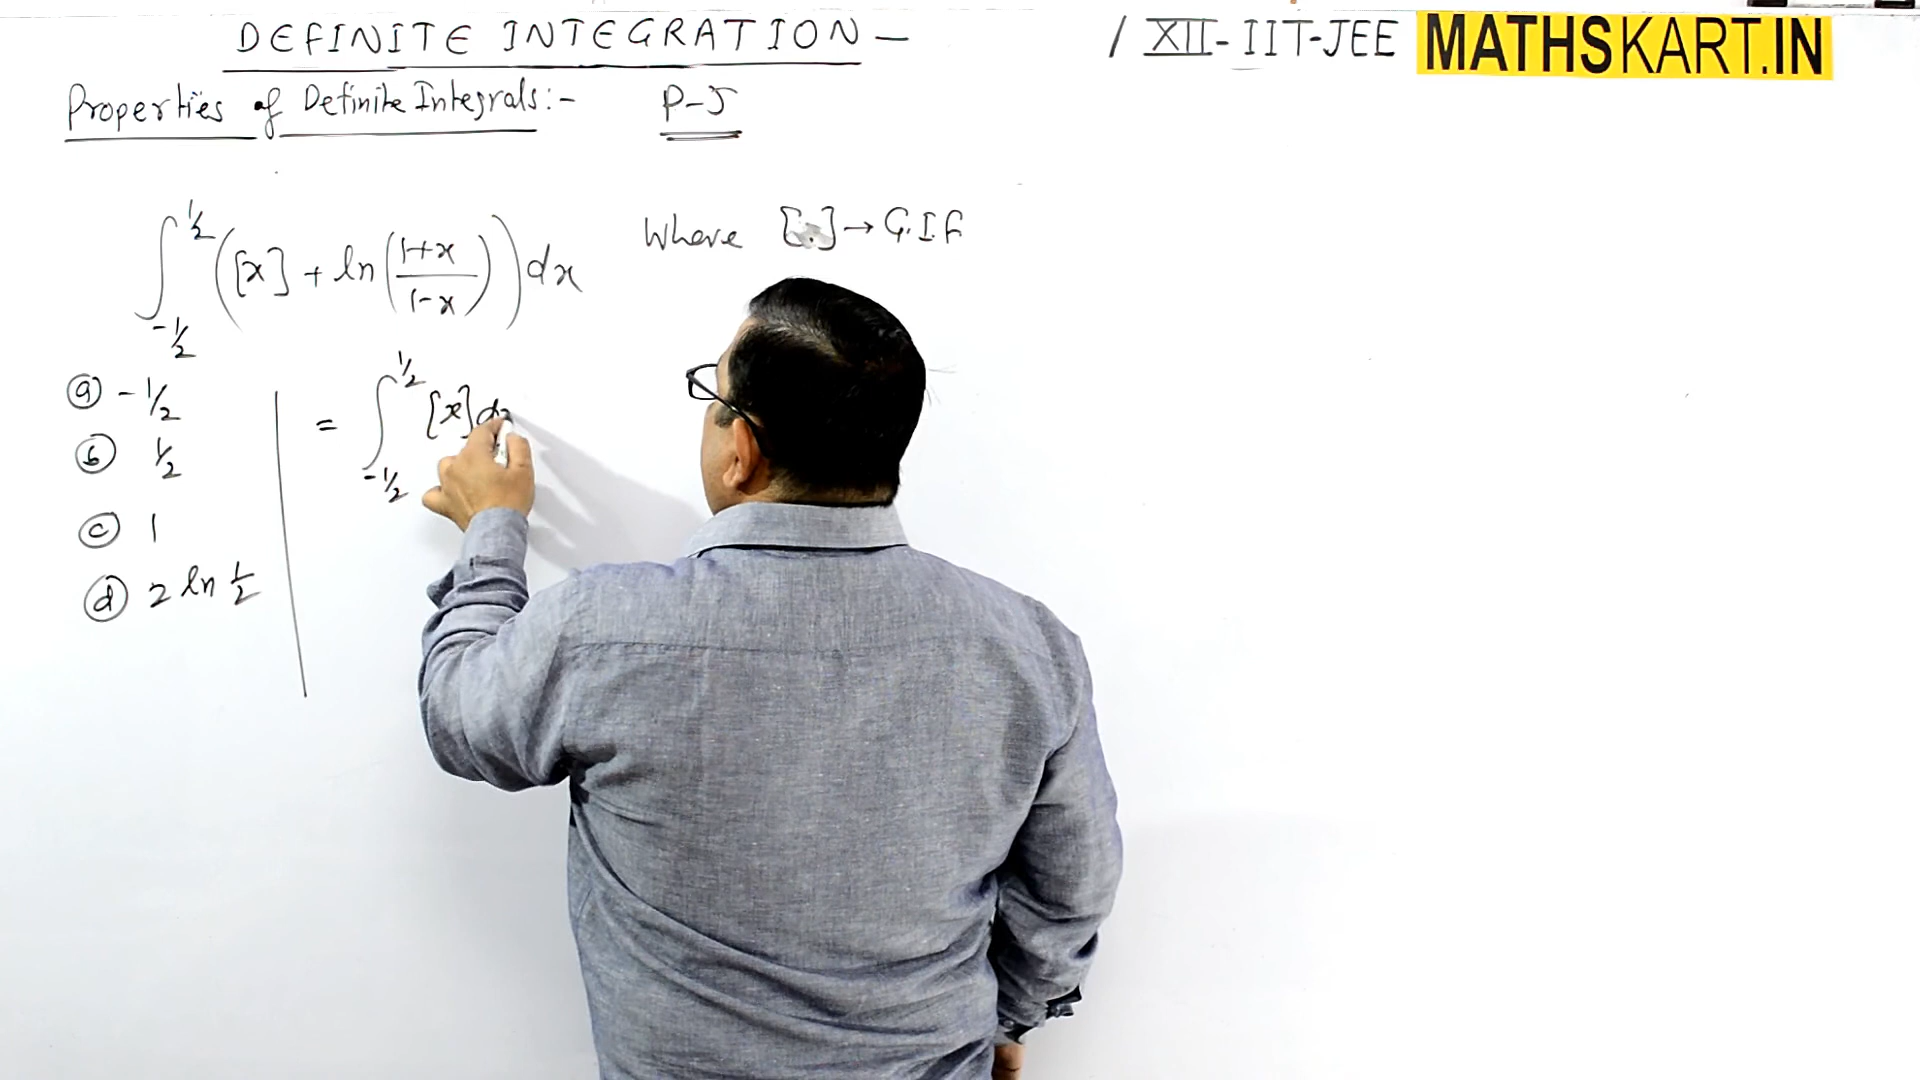 DEFINITE INTEGRATION – / XII - IIT-JEE MATHSKART.IN
Properties of Definite Integrals:- P-5
∫_{-1/2}^{1/2} ([x] + ln((1+x)/(1-x))) dx Where [.] → G.I.F
(a) -1/2
(b) 1/2
(c) 1
(d) 2 ln 1/2
= ∫_{-1/2}^{1/2} [x] dx